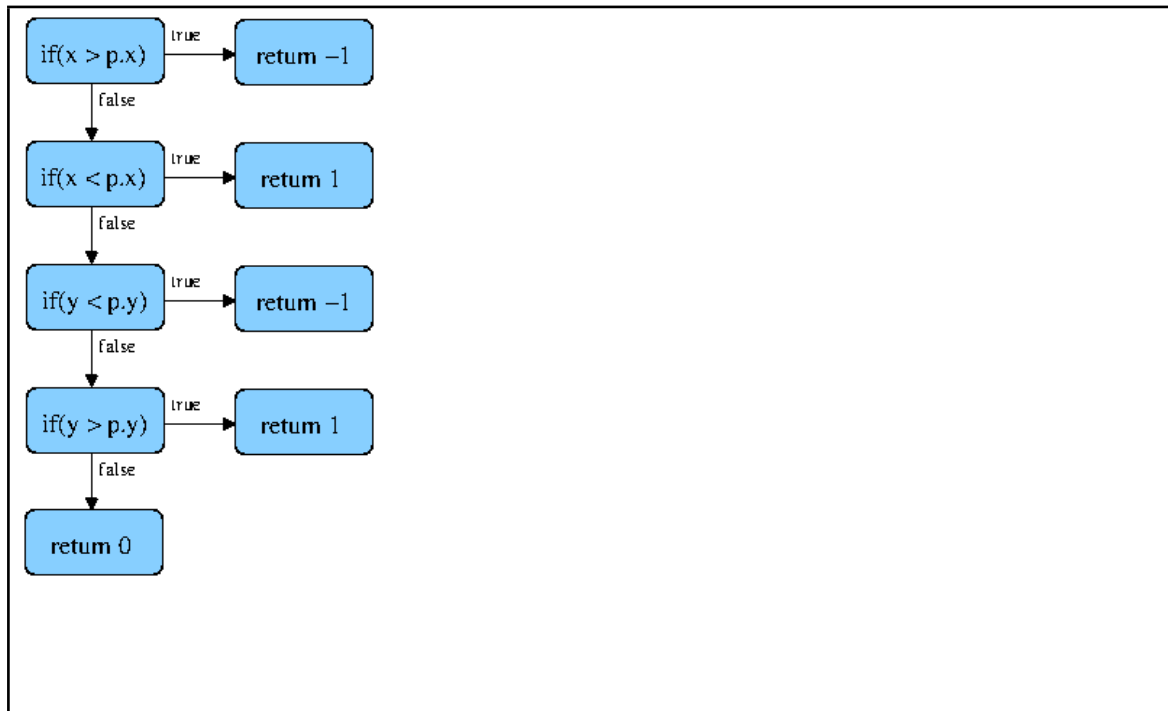 if(x > p.x)
true
return −1
false
if(x < p.x)
true
return 1
false
if(y < p.y)
true
return −1
false
if(y > p.y)
true
return 1
false
return 0